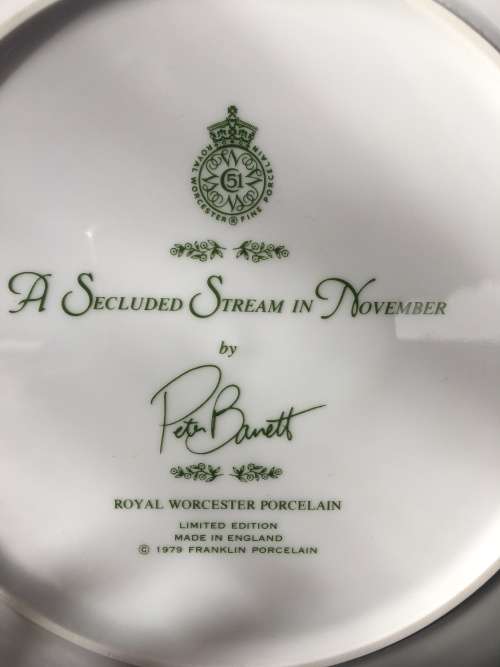 ROYAL WORCESTER ® FINE PORCELAIN
51
A SECLUDED STREAM IN NOVEMBER
by
Peter Barrett
ROYAL WORCESTER PORCELAIN
LIMITED EDITION
MADE IN ENGLAND
© 1979 FRANKLIN PORCELAIN